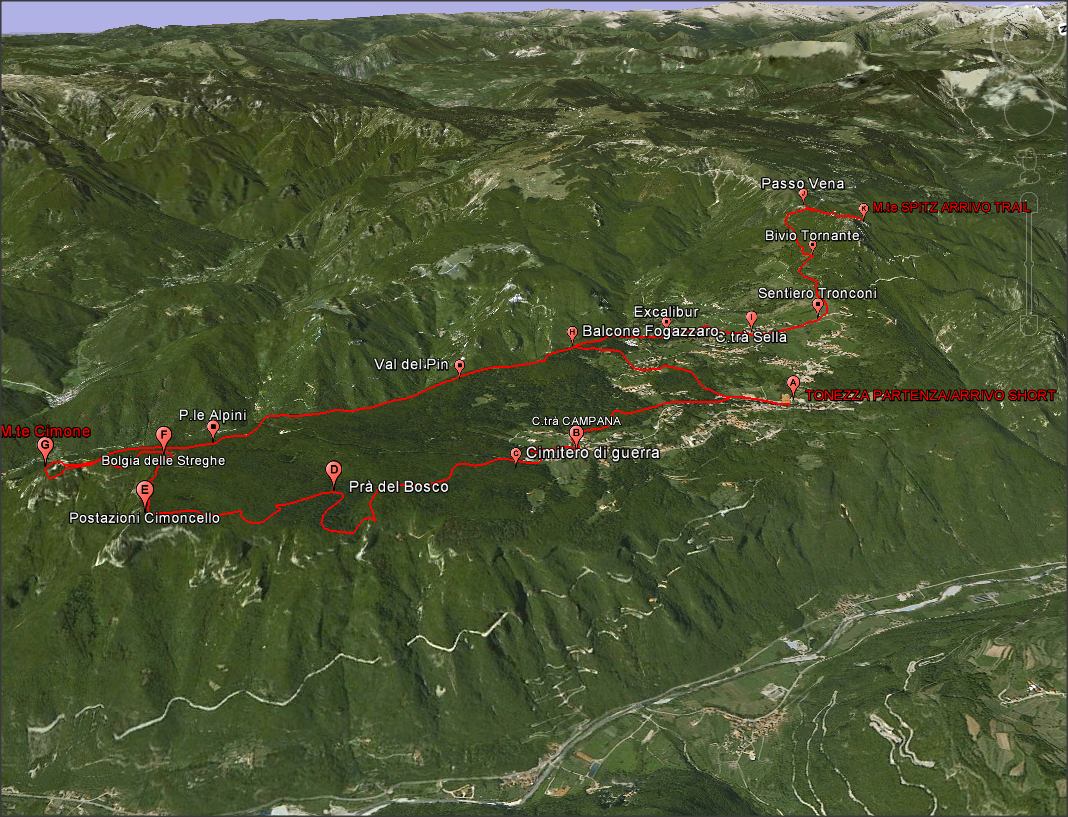 Passo Vena
J
K
M.te SPITZ ARRIVO TRAIL
Bivio Tornante
Sentiero Tronconi
Excalibur
I
H
Balcone Fogazzaro
C.trà Sella
Val del Pin
A
TONEZZA PARTENZA/ARRIVO SHORT
P.le Alpini
C.trà CAMPANA
M.te Cimone
F
B
G
Bolgia delle Streghe
C
Cimitero di guerra
D
Prà del Bosco
E
Postazioni Cimoncello